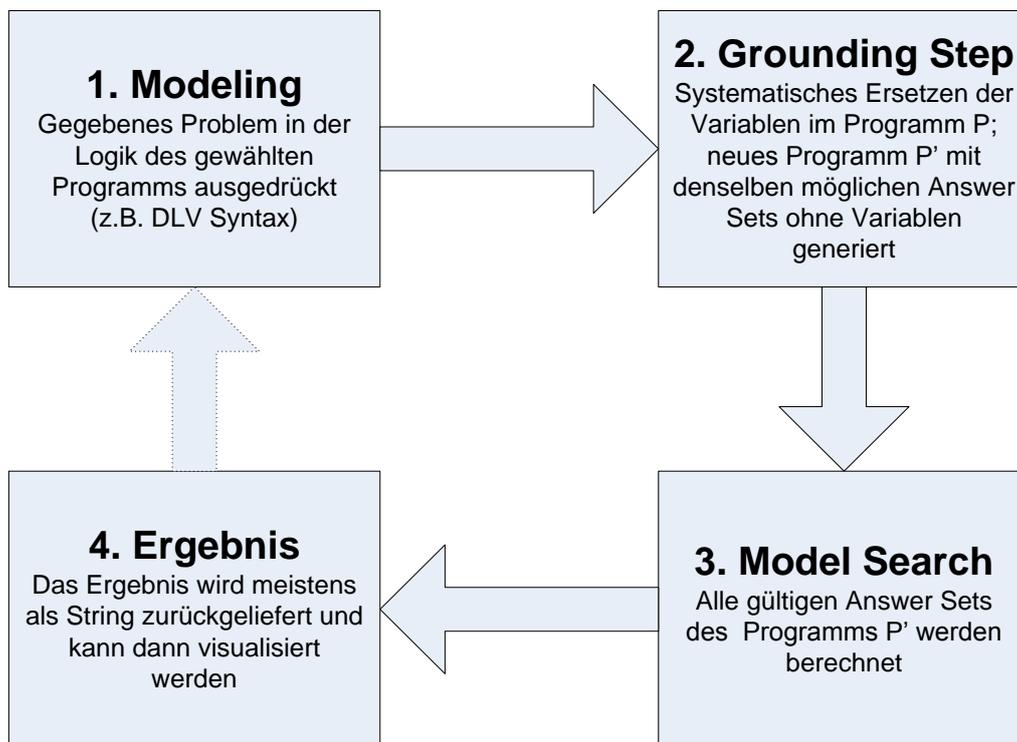 1. Modeling
Gegebenes Problem in der
Logik des gewählten
Programms ausgedrückt
(z.B. DLV Syntax)
2. Grounding Step
Systematisches Ersetzen der
Variablen im Programm P;
neues Programm P' mit
denselben möglichen Answer
Sets ohne Variablen
generiert
3. Model Search
Alle gültigen Answer Sets
des Programms P' werden
berechnet
4. Ergebnis
Das Ergebnis wird meistens
als String zurückgeliefert und
kann dann visualisiert
werden